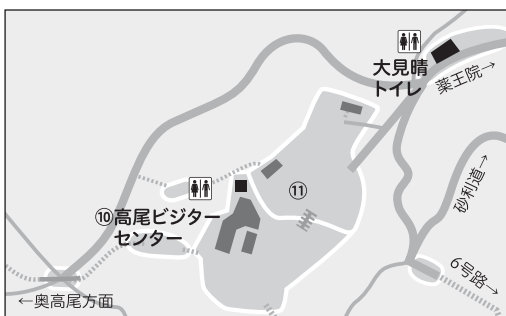 大見晴
トイレ
薬王院→
砂利道→
⑪
⑩高尾ビジター
センター
6号路→
←奥高尾方面